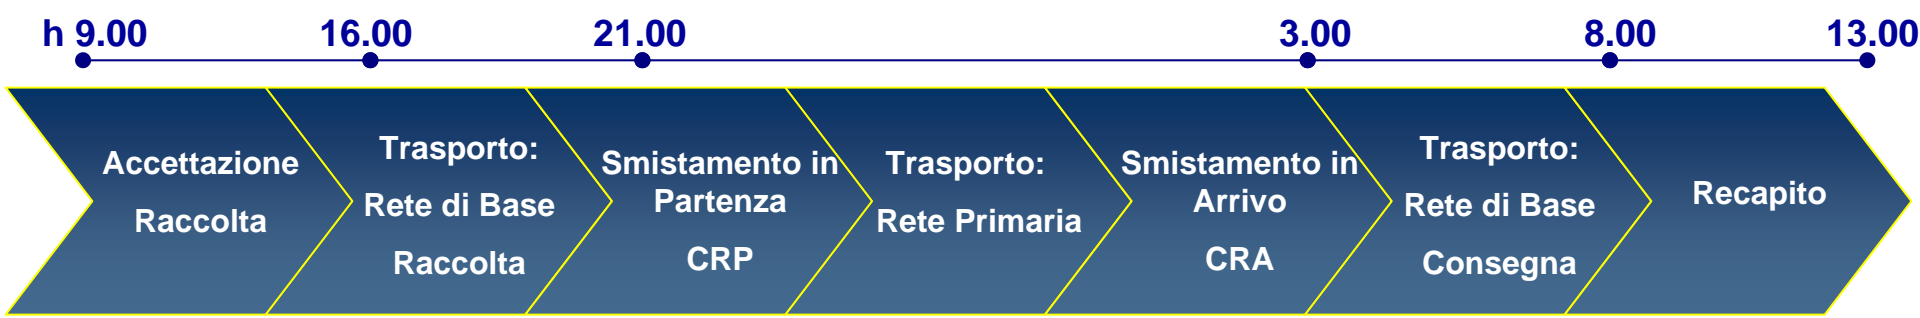 h 9.00 16.00 21.00 3.00 8.00 13.00
Accettazione
Raccolta
Trasporto:
Rete di Base
Raccolta
Smistamento in
Partenza
CRP
Trasporto:
Rete Primaria
Smistamento in
Arrivo
CRA
Trasporto:
Rete di Base
Consegna
Recapito